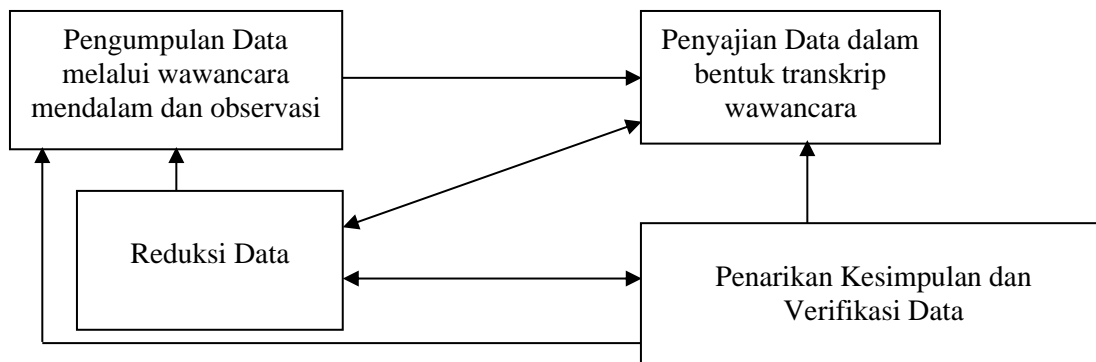 Pengumpulan Data
melalui wawancara
mendalam dan observasi
Penyajian Data dalam
bentuk transkrip
wawancara
Reduksi Data
Penarikan Kesimpulan dan
Verifikasi Data